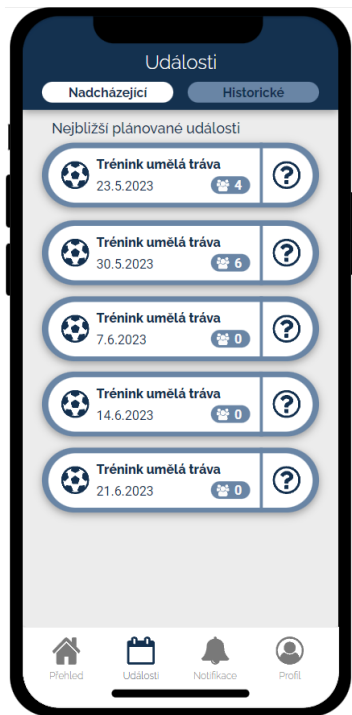 Události
Nadcházející
Historické
Nejbližší plánované události
Trénink umělá tráva
23.5.2023
4
?
Trénink umělá tráva
30.5.2023
6
?
Trénink umělá tráva
7.6.2023
0
?
Trénink umělá tráva
14.6.2023
0
?
Trénink umělá tráva
21.6.2023
0
?
Přehled
Události
Notifikace
Profil